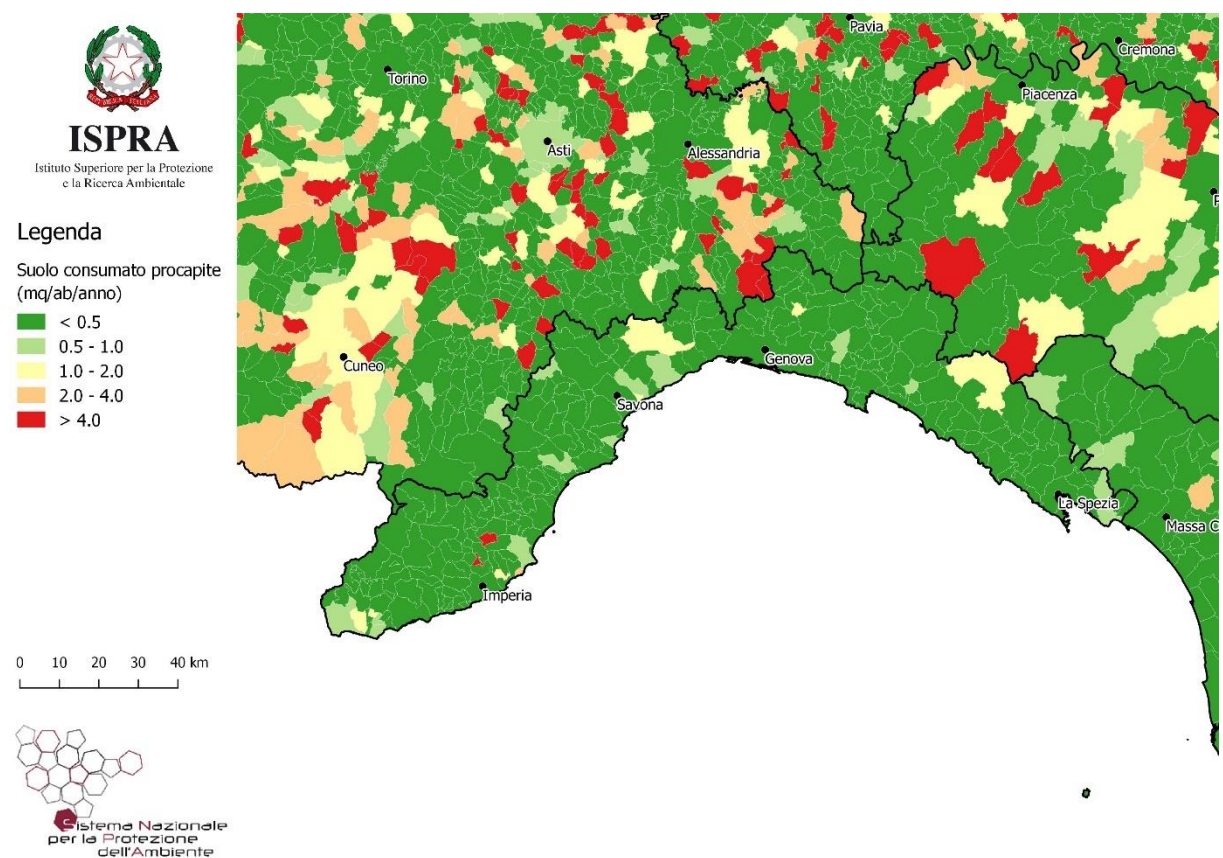 REPVBBLICA ITALIANA
ISPRA
Istituto Superiore per la Protezione
e la Ricerca Ambientale
Legenda
Suolo consumato procapite
(mq/ab/anno)
< 0.5
0.5 - 1.0
1.0 - 2.0
2.0 - 4.0
> 4.0
0 10 20 30 40 km
Sistema Nazionale
per la Protezione
dell'Ambiente
Pavia
Cremona
Torino
Piacenza
Asti
Alessandria
P
Cuneo
Genova
Savona
La Spezia
Massa C
Imperia